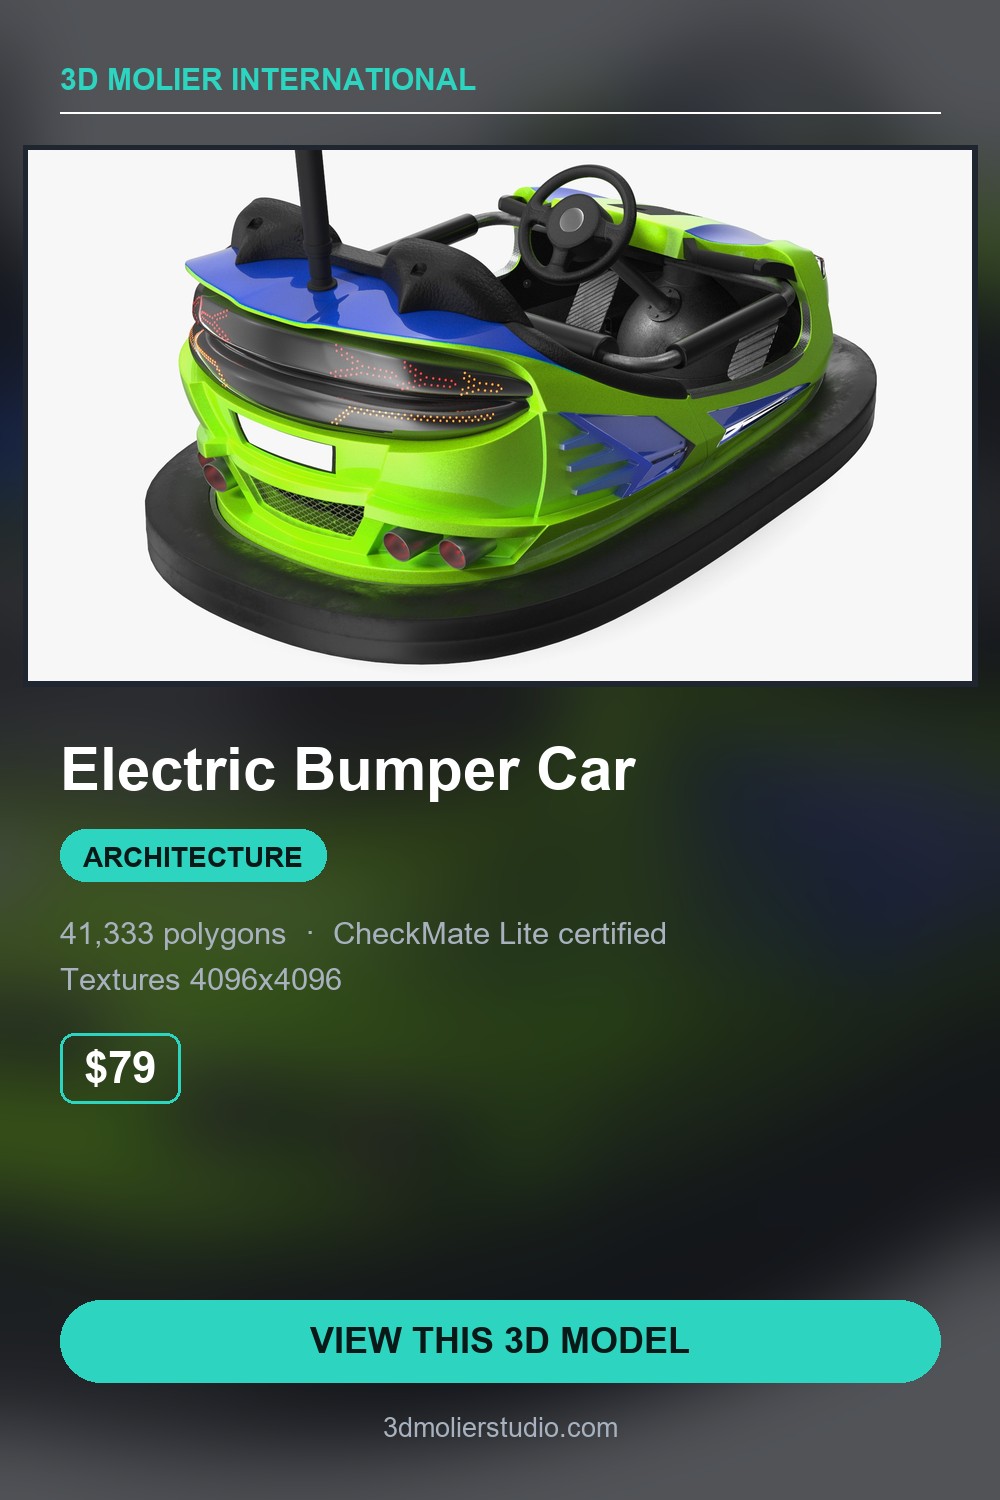 3D MOLIER INTERNATIONAL
Electric Bumper Car
ARCHITECTURE
41,333 polygons · CheckMate Lite certified
Textures 4096x4096
$79
VIEW THIS 3D MODEL
3dmolierstudio.com